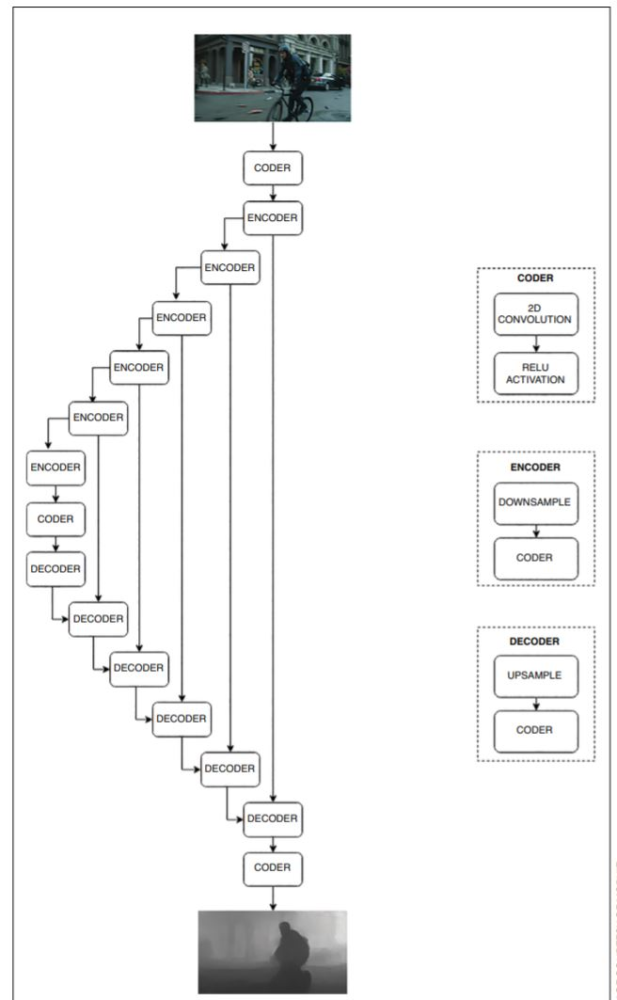 CODER
ENCODER
ENCODER
ENCODER
ENCODER
ENCODER
ENCODER
CODER
DECODER
DECODER
DECODER
DECODER
DECODER
DECODER
CODER
CODER
2D
CONVOLUTION
RELU
ACTIVATION
ENCODER
DOWNSAMPLE
CODER
DECODER
UPSAMPLE
CODER